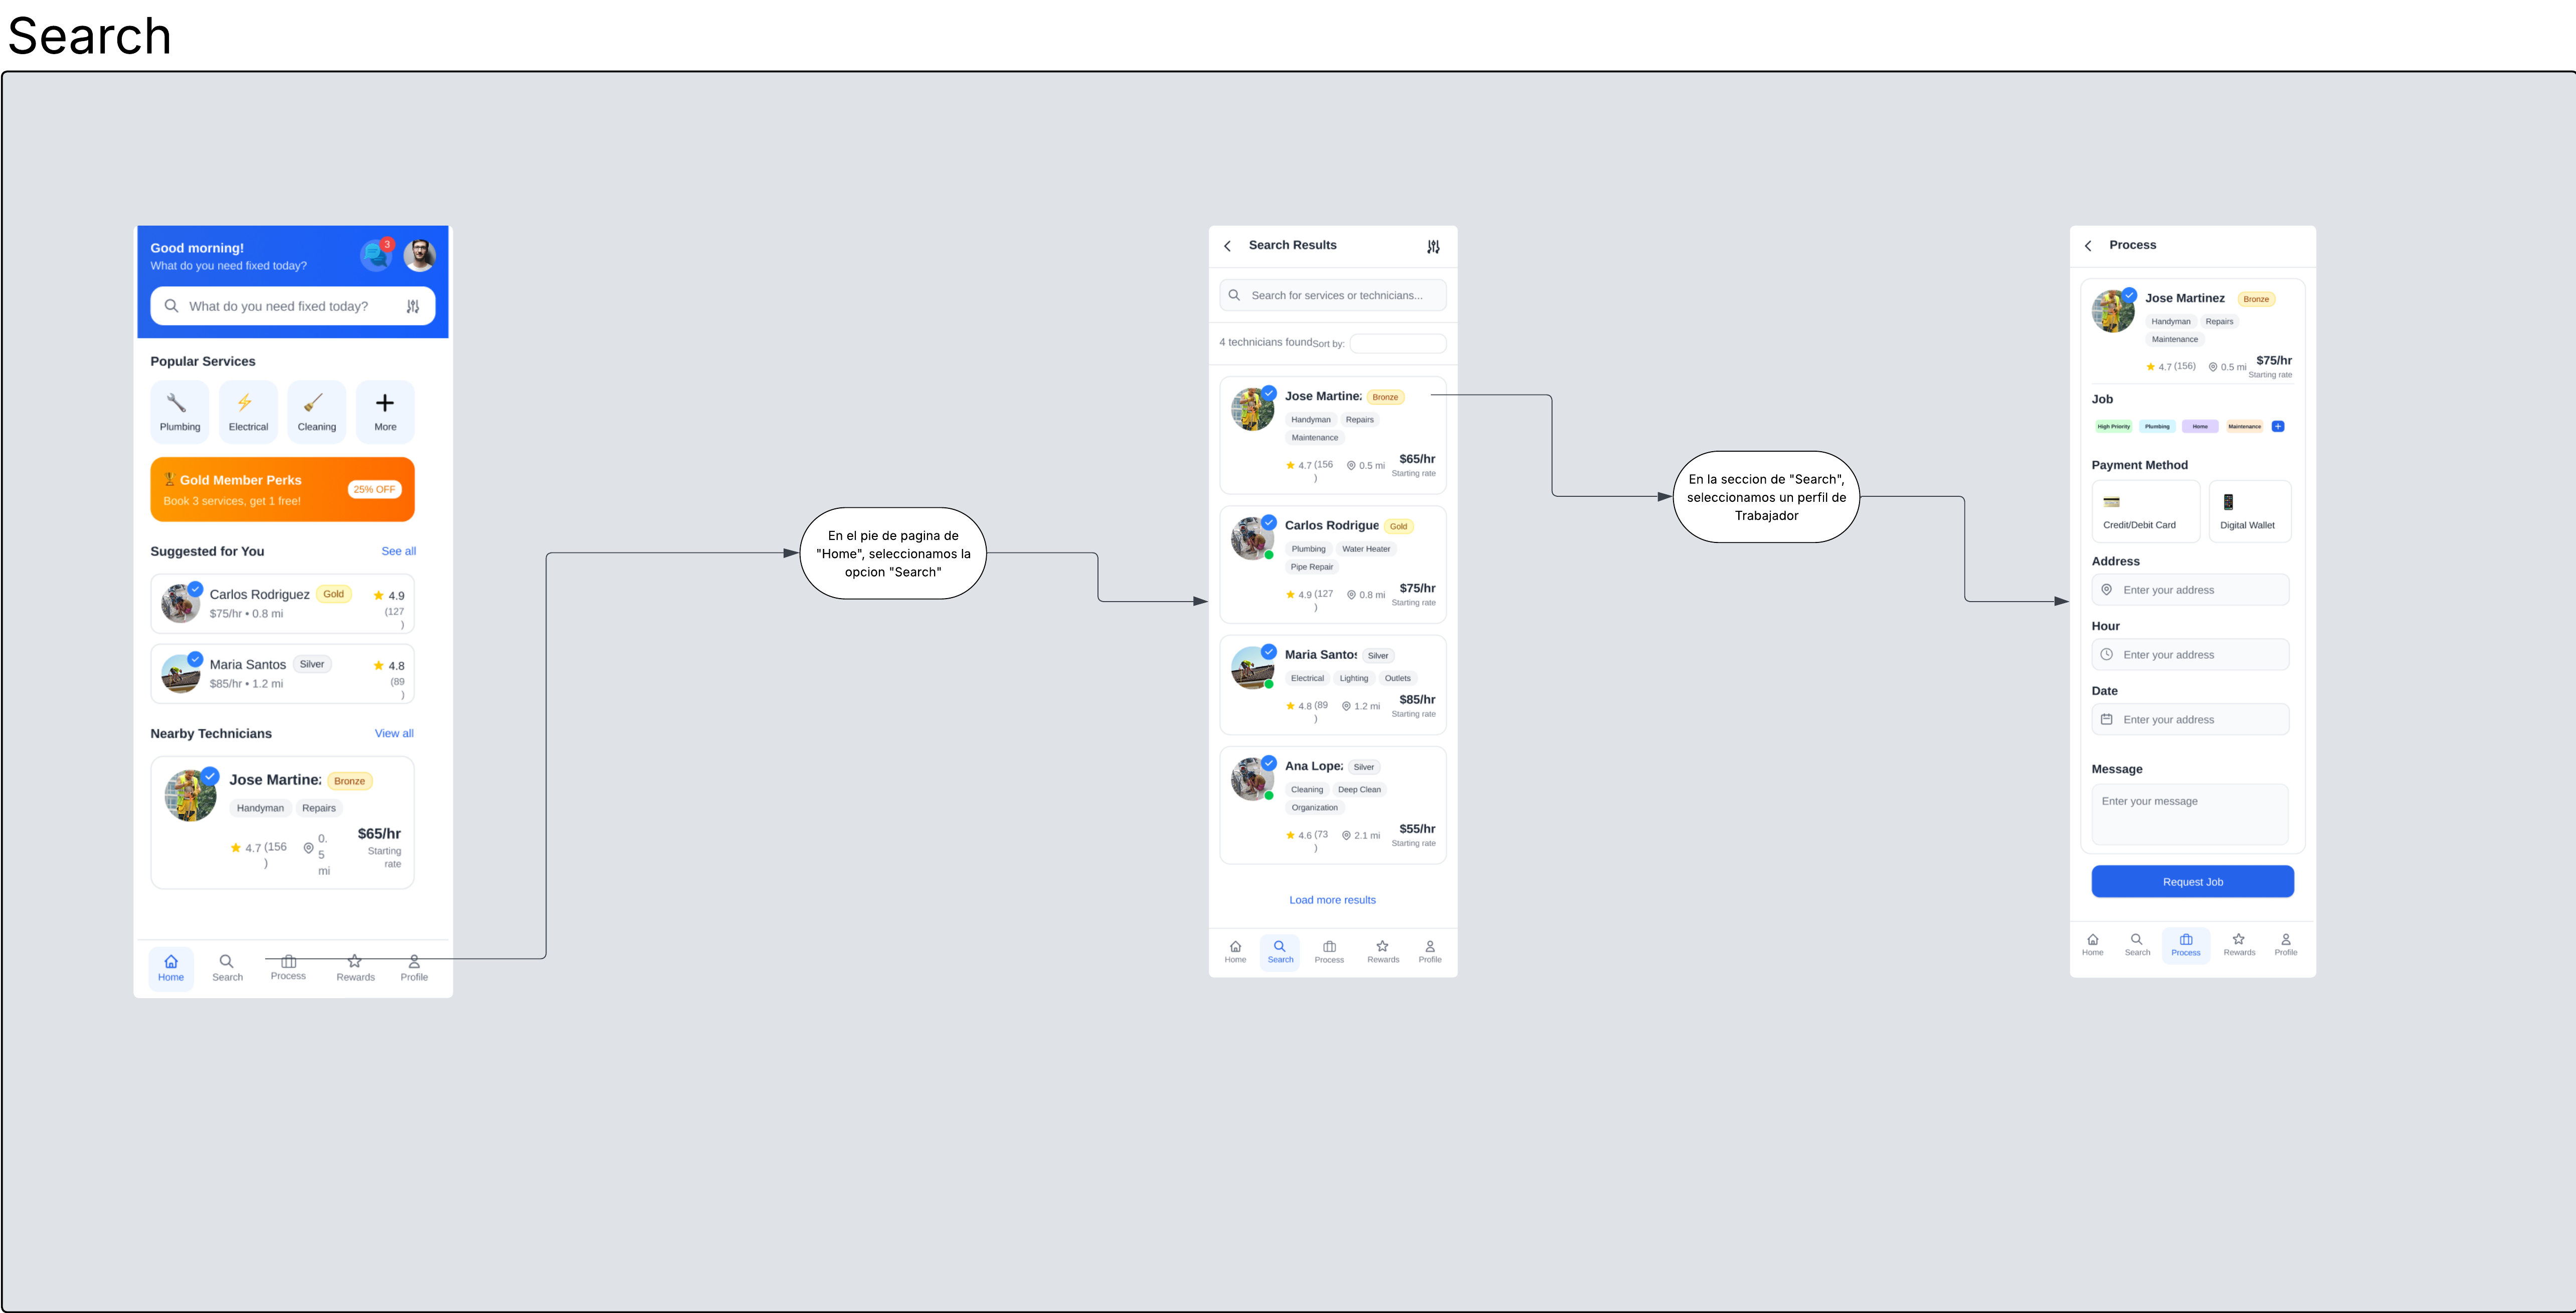 Search
Good morning!
3
What do you need fixed today?
What do you need fixed today?
Popular Services
Plumbing
Electrical
Cleaning
More
Gold Member Perks
Book 3 services, get 1 free!
25% OFF
Suggested for You
See all
Carlos Rodriguez Gold 4.9
$75/hr • 0.8 mi (127
)
Maria Santos Silver 4.8
$85/hr • 1.2 mi (89
)
Nearby Technicians
View all
Jose Martinez Bronze
Handyman Repairs
4.7 (156
)
0.
5
mi
$65/hr
Starting
rate
Home Search Process Rewards Profile
En el pie de pagina de
"Home", seleccionamos la
opcion "Search"
Search Results
Search for services or technicians...
4 technicians found Sort by:
Jose Martinez Bronze
Handyman Repairs
Maintenance
4.7 (156
)
0.5 mi
$65/hr
Starting rate
Carlos Rodrigue Gold
Plumbing Water Heater
Pipe Repair
4.9 (127
)
0.8 mi
$75/hr
Starting rate
Maria Santos Silver
Electrical Lighting Outlets
4.8 (89
)
1.2 mi
$85/hr
Starting rate
Ana Lopez Silver
Cleaning Deep Clean
Organization
4.6 (73
)
2.1 mi
$55/hr
Starting rate
Load more results
Home Search Process Rewards Profile
En la seccion de "Search",
seleccionamos un perfil de
Trabajador
Process
Jose Martinez Bronze
Handyman Repairs
Maintenance
4.7 (156) 0.5 mi
$75/hr
Starting rate
Job
High Priority Plumbing Home Maintenance
Payment Method
Credit/Debit Card
Digital Wallet
Address
Enter your address
Hour
Enter your address
Date
Enter your address
Message
Enter your message
Request Job
Home Search Process Rewards Profile